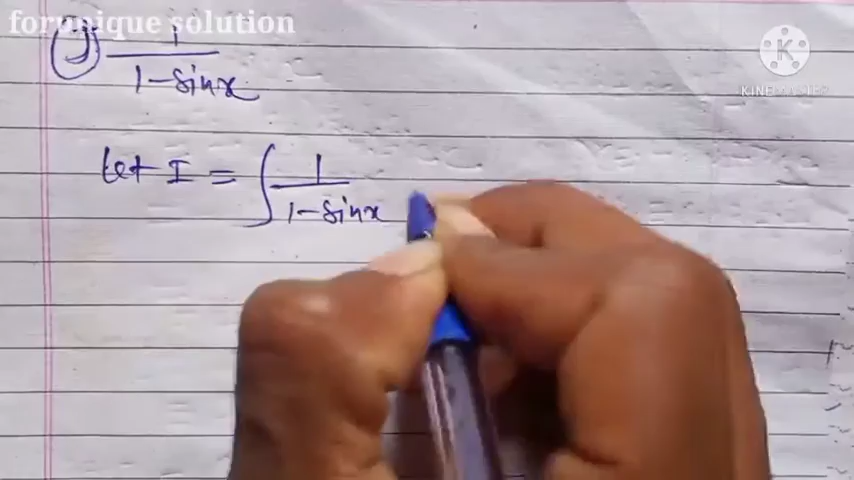 forunique solution
j) 1/(1-sinx)
KINEMASTER
let I = ∫ 1/(1-sinx)